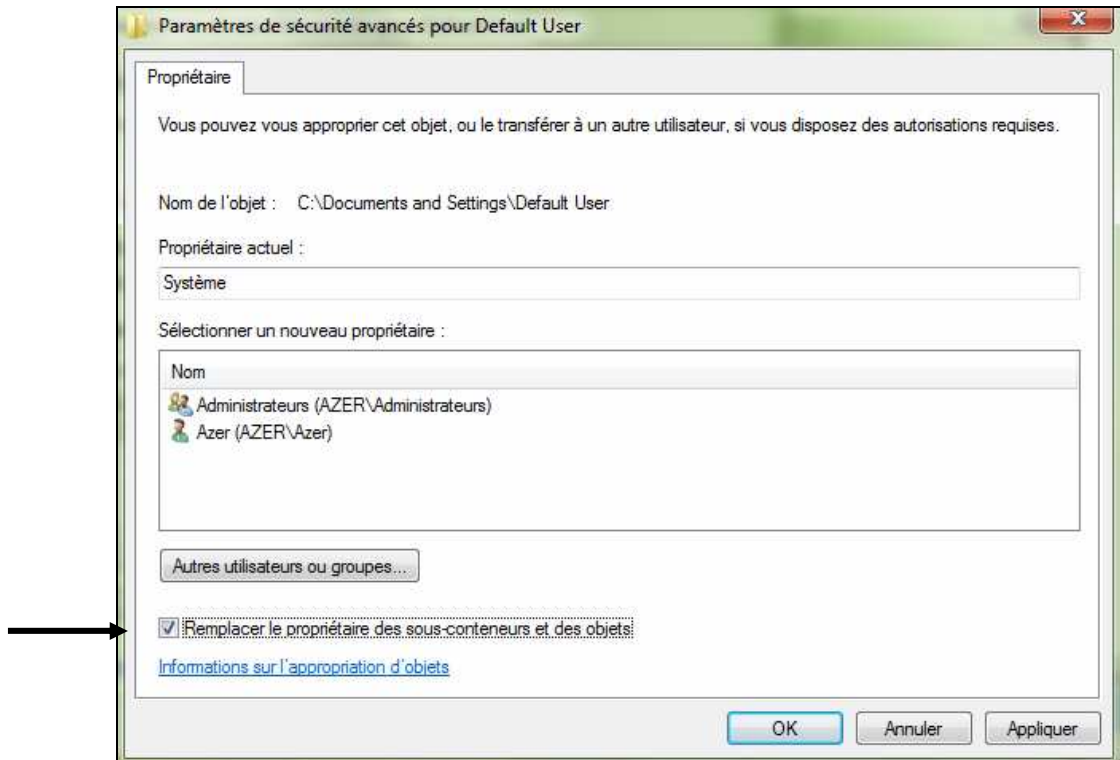 Paramètres de sécurité avancés pour Default User
Propriétaire
Vous pouvez vous approprier cet objet, ou le transférer à un autre utilisateur, si vous disposez des autorisations requises.
Nom de l'objet : C:\Documents and Settings\Default User
Propriétaire actuel :
Système
Sélectionner un nouveau propriétaire :
Nom
Administrateurs (AZER\Administrateurs)
Azer (AZER\Azer)
Autres utilisateurs ou groupes...
Remplacer le propriétaire des sous-conteneurs et des objets
Informations sur l'appropriation d'objets
OK Annuler Appliquer